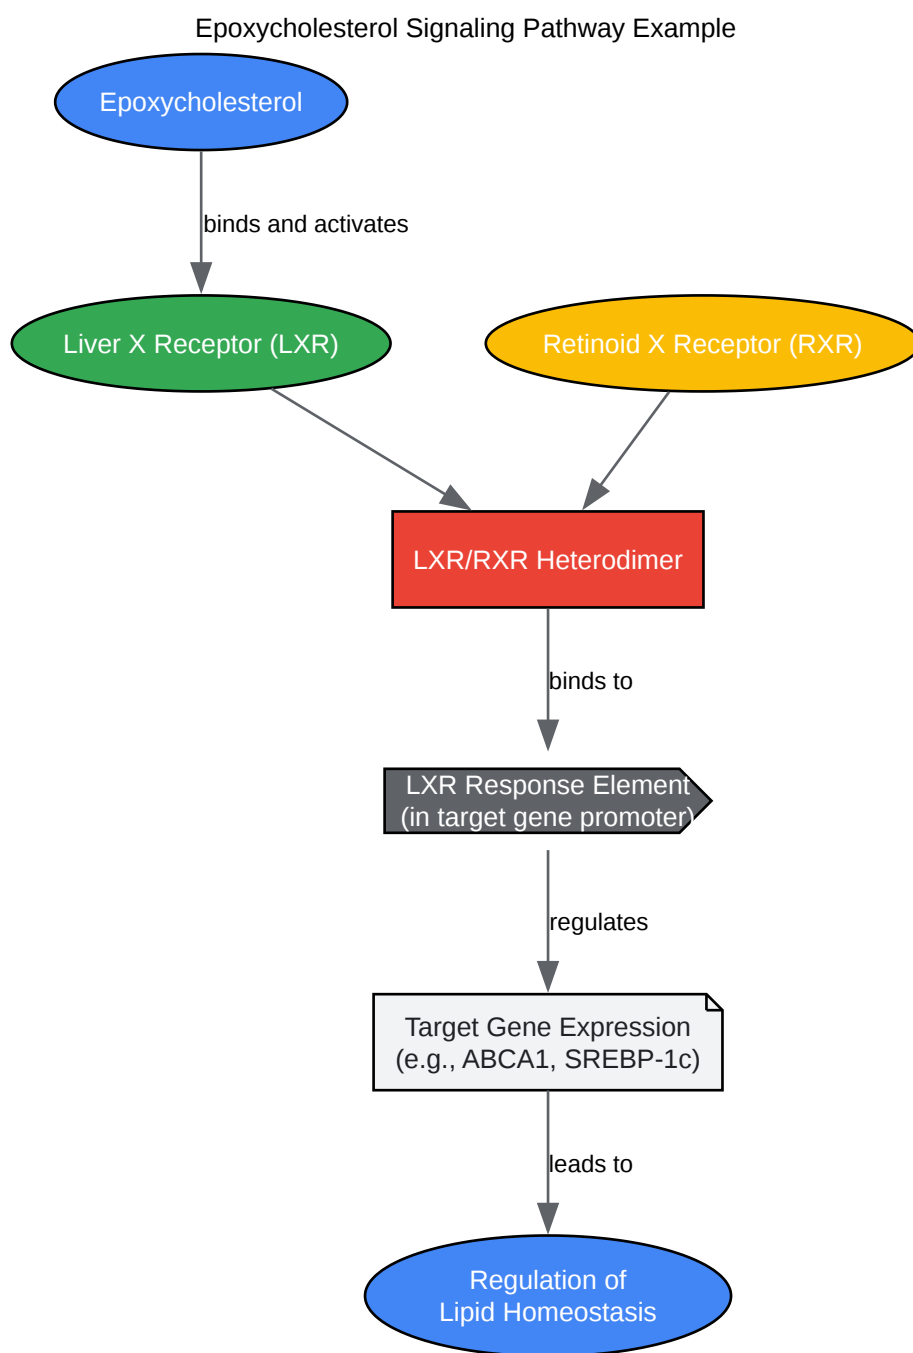 Epoxycholesterol Signaling Pathway Example
Epoxycholesterol
binds and activates
Liver X Receptor (LXR)
Retinoid X Receptor (RXR)
LXR/RXR Heterodimer
binds to
LXR Response Element
(in target gene promoter)
regulates
Target Gene Expression
(e.g., ABCA1, SREBP-1c)
leads to
Regulation of
Lipid Homeostasis